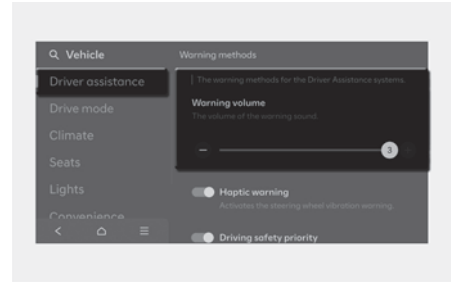 Vehicle
Warning methods
Driver assistance
The warning methods for the Driver Assistance systems.
Drive mode
Warning volume
The volume of the warning sound.
Climate
3
Seats
Lights
Haptic warning
Activates the steering wheel vibration warning.
Convenience
Driving safety priority